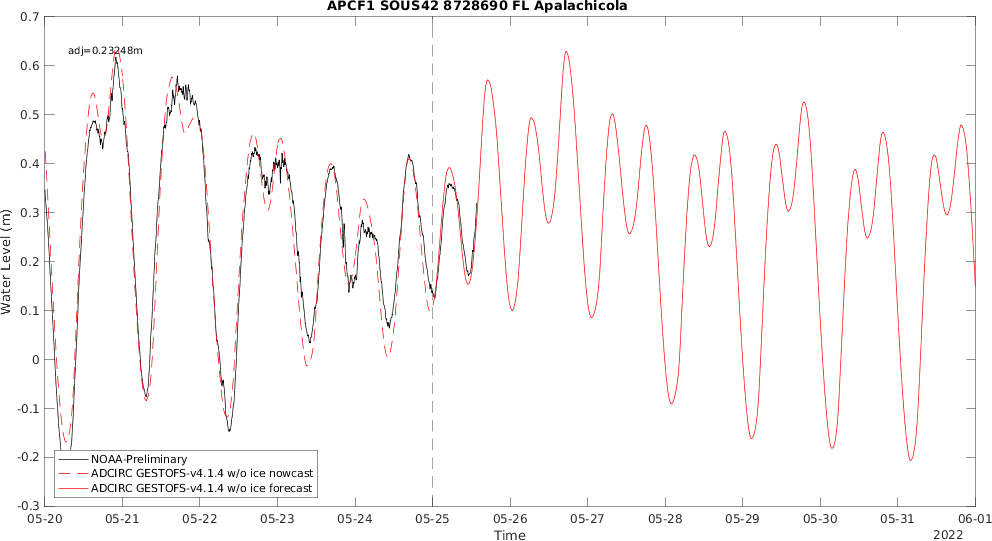 APCF1 SOUS42 8728690 FL Apalachicola
0.7
0.6
0.5
0.4
0.3
0.2
0.1
0
-0.1
-0.2
-0.3
Water Level (m)
adj=0.23248m
NOAA-Preliminary
ADCIRC GESTOFS-v4.1.4 w/o ice nowcast
ADCIRC GESTOFS-v4.1.4 w/o ice forecast
05-20 05-21 05-22 05-23 05-24 05-25 05-26 05-27 05-28 05-29 05-30 05-31 06-01
Time
2022